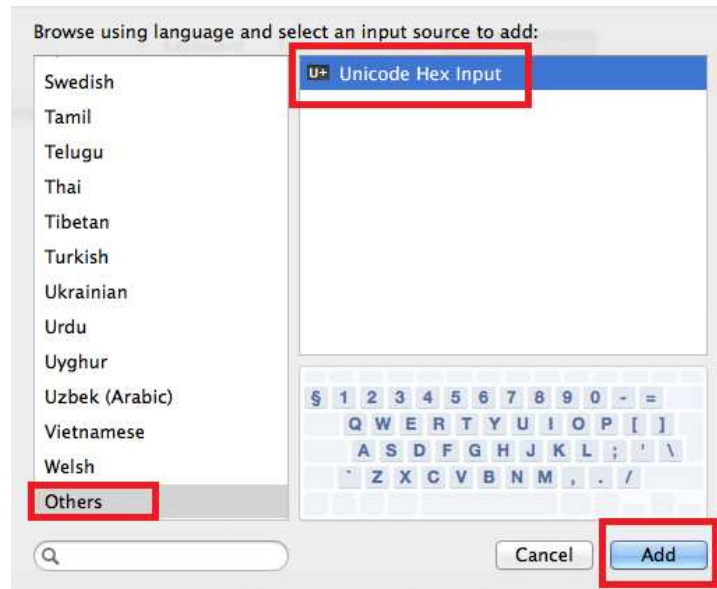 Browse using language and select an input source to add:
Swedish
Tamil
Telugu
Thai
Tibetan
Turkish
Ukrainian
Urdu
Uyghur
Uzbek (Arabic)
Vietnamese
Welsh
Others
U+ Unicode Hex Input
§ 1 2 3 4 5 6 7 8 9 0 - =
Q W E R T Y U I O P [ ]
A S D F G H J K L ; ' \
` Z X C V B N M , . /
Cancel Add